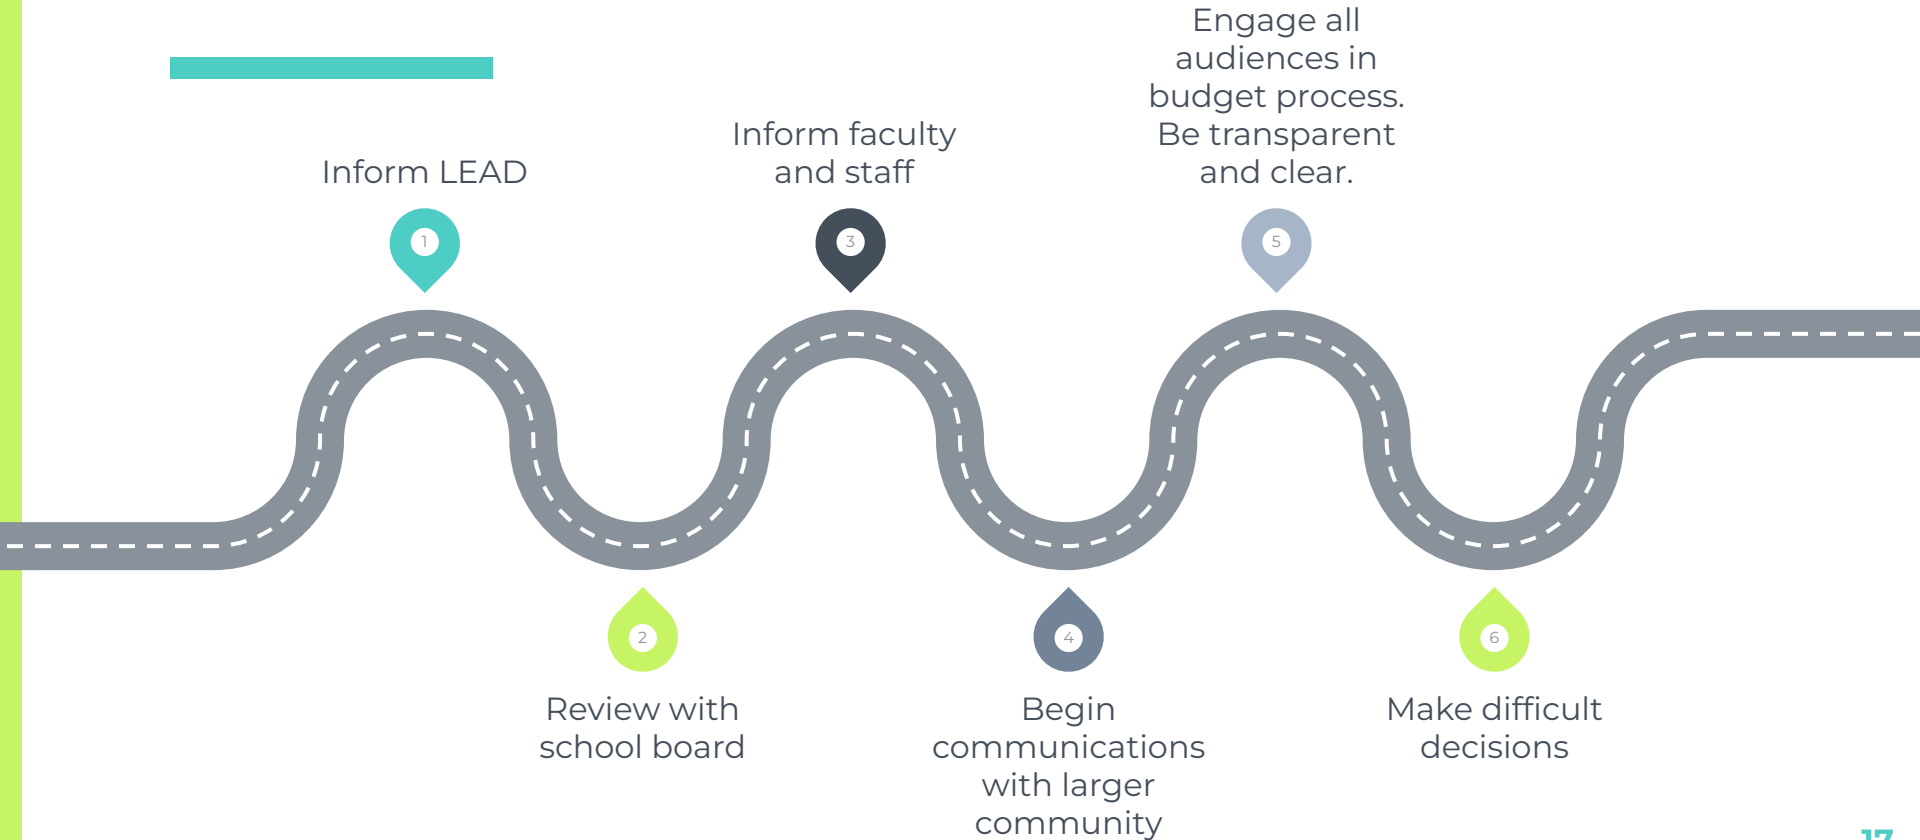 Inform LEAD
1
Review with
school board
2
Inform faculty
and staff
3
Begin
communications
with larger
community
4
Engage all
audiences in
budget process.
Be transparent
and clear.
5
Make difficult
decisions
6
17